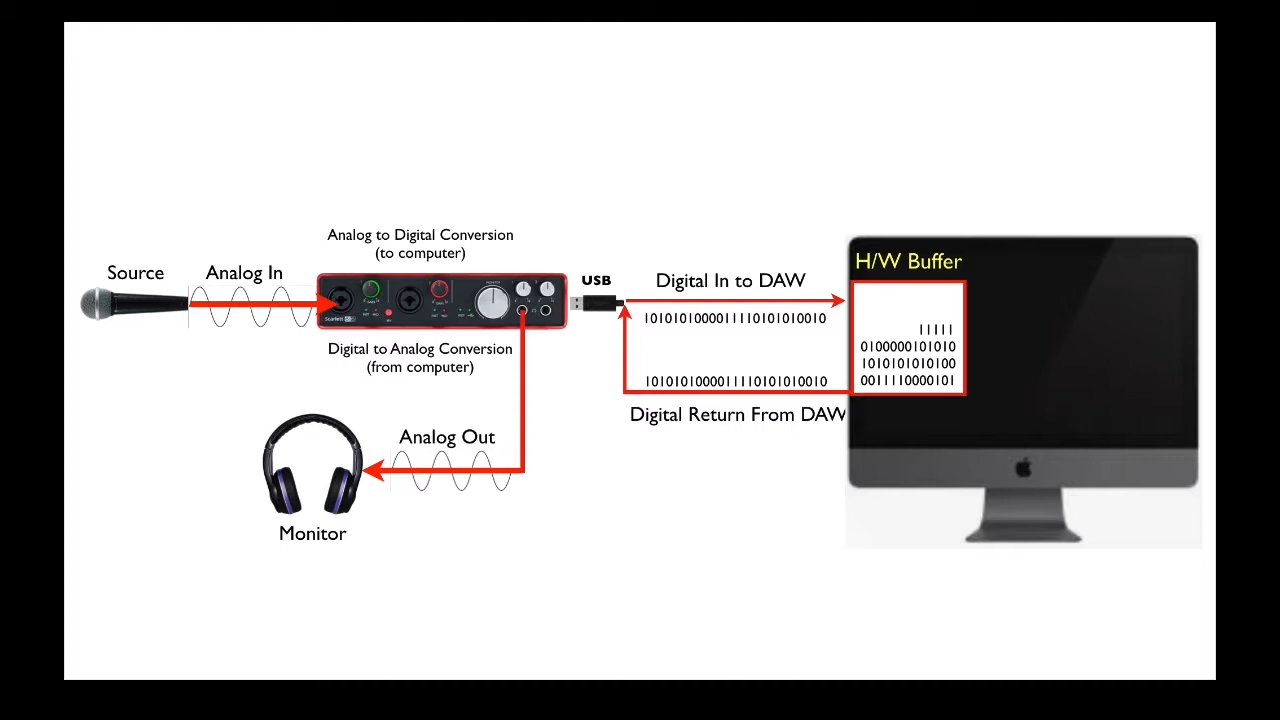 Source
Analog In
Analog to Digital Conversion
(to computer)
Scarlett
Digital to Analog Conversion
(from computer)
USB
Digital In to DAW
1010101000011110101010010
1010101000011110101010010
Digital Return From DAW
H/W Buffer
11111
0100000101010
1010101010100
0011110000101
Analog Out
Monitor